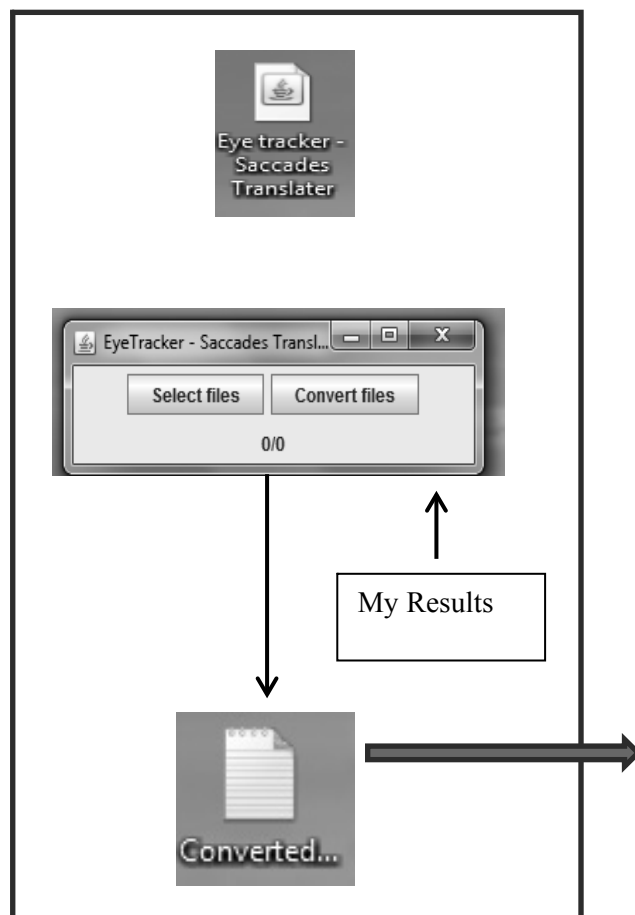 Eye tracker -
Saccades
Translater
EyeTracker - Saccades Transl...
Select files Convert files
0/0
My Results
Converted...